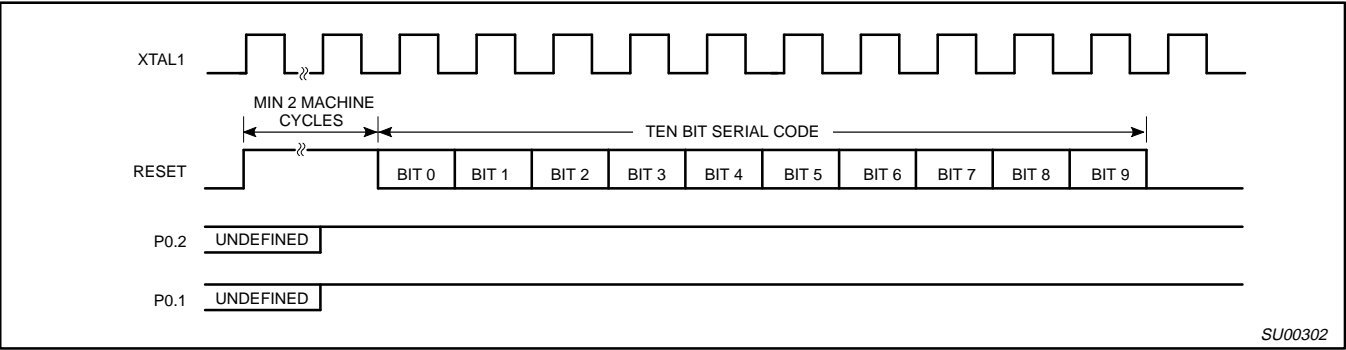 XTAL1
MIN 2 MACHINE
CYCLES
TEN BIT SERIAL CODE
RESET
BIT 0 BIT 1 BIT 2 BIT 3 BIT 4 BIT 5 BIT 6 BIT 7 BIT 8 BIT 9
P0.2 UNDEFINED
P0.1 UNDEFINED
SU00302